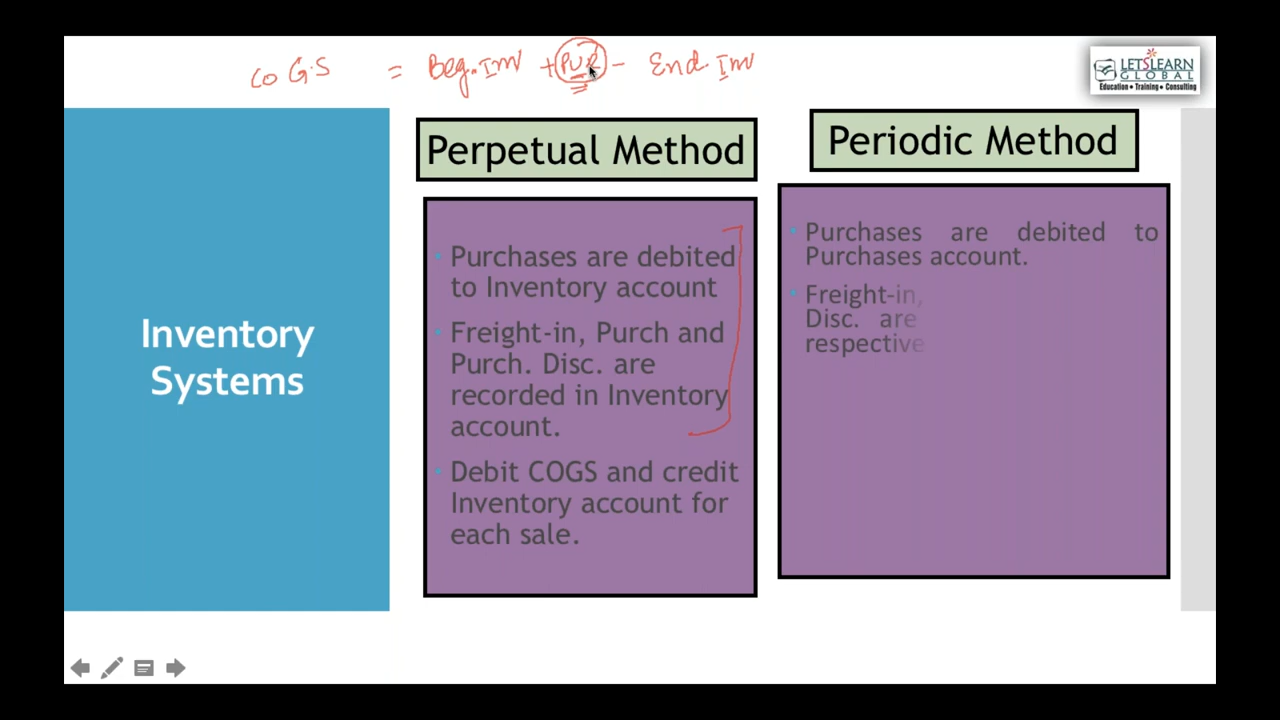 CoG.S = Beg. Inv + PUR - End. Inv
LETSLEARN
GLOBAL
Education • Training • Consulting
Perpetual Method
Periodic Method
Inventory
Systems
• Purchases are debited
to Inventory account
• Freight-in, Purch and
Purch. Disc. are
recorded in Inventory
account.
• Debit COGS and credit
Inventory account for
each sale.
• Purchases are debited to
Purchases account.
• Freight-in,
Disc. are
respective